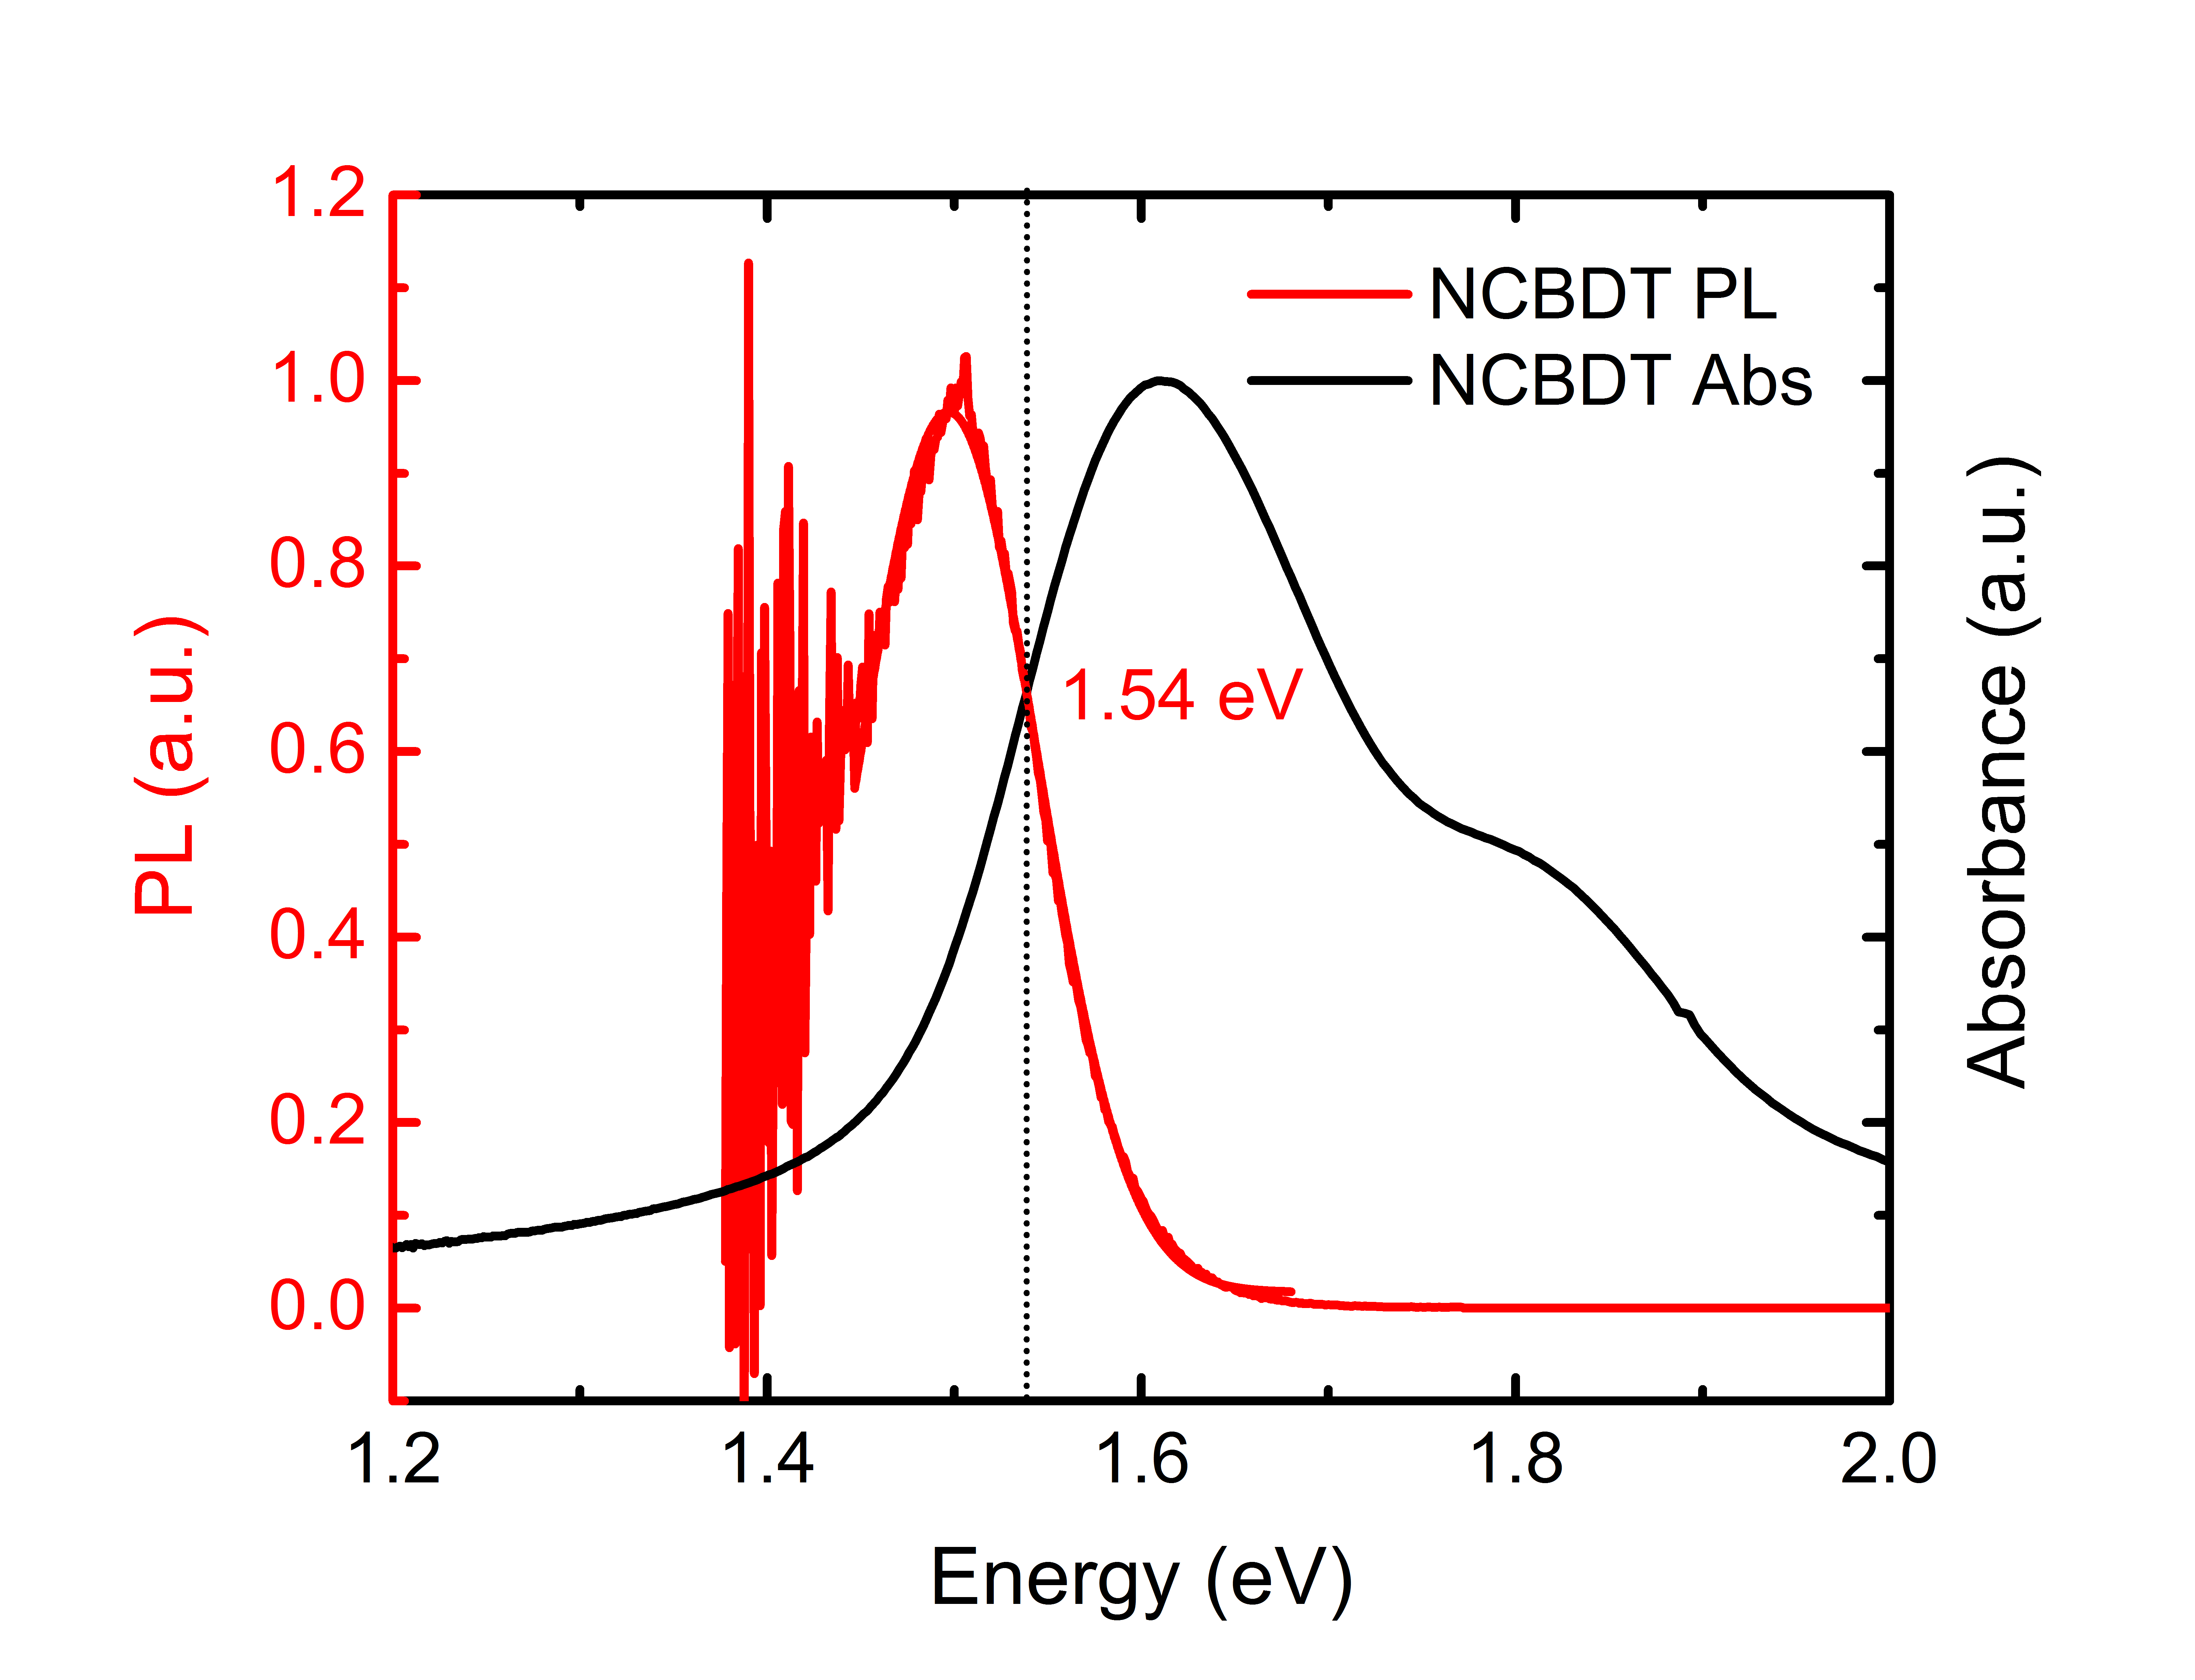 1.2
1.0
0.8
0.6
0.4
0.2
0.0
PL (a.u.)
NCBDT PL
NCBDT Abs
1.54 eV
Absorbance (a.u.)
1.2 1.4 1.6 1.8 2.0
Energy (eV)